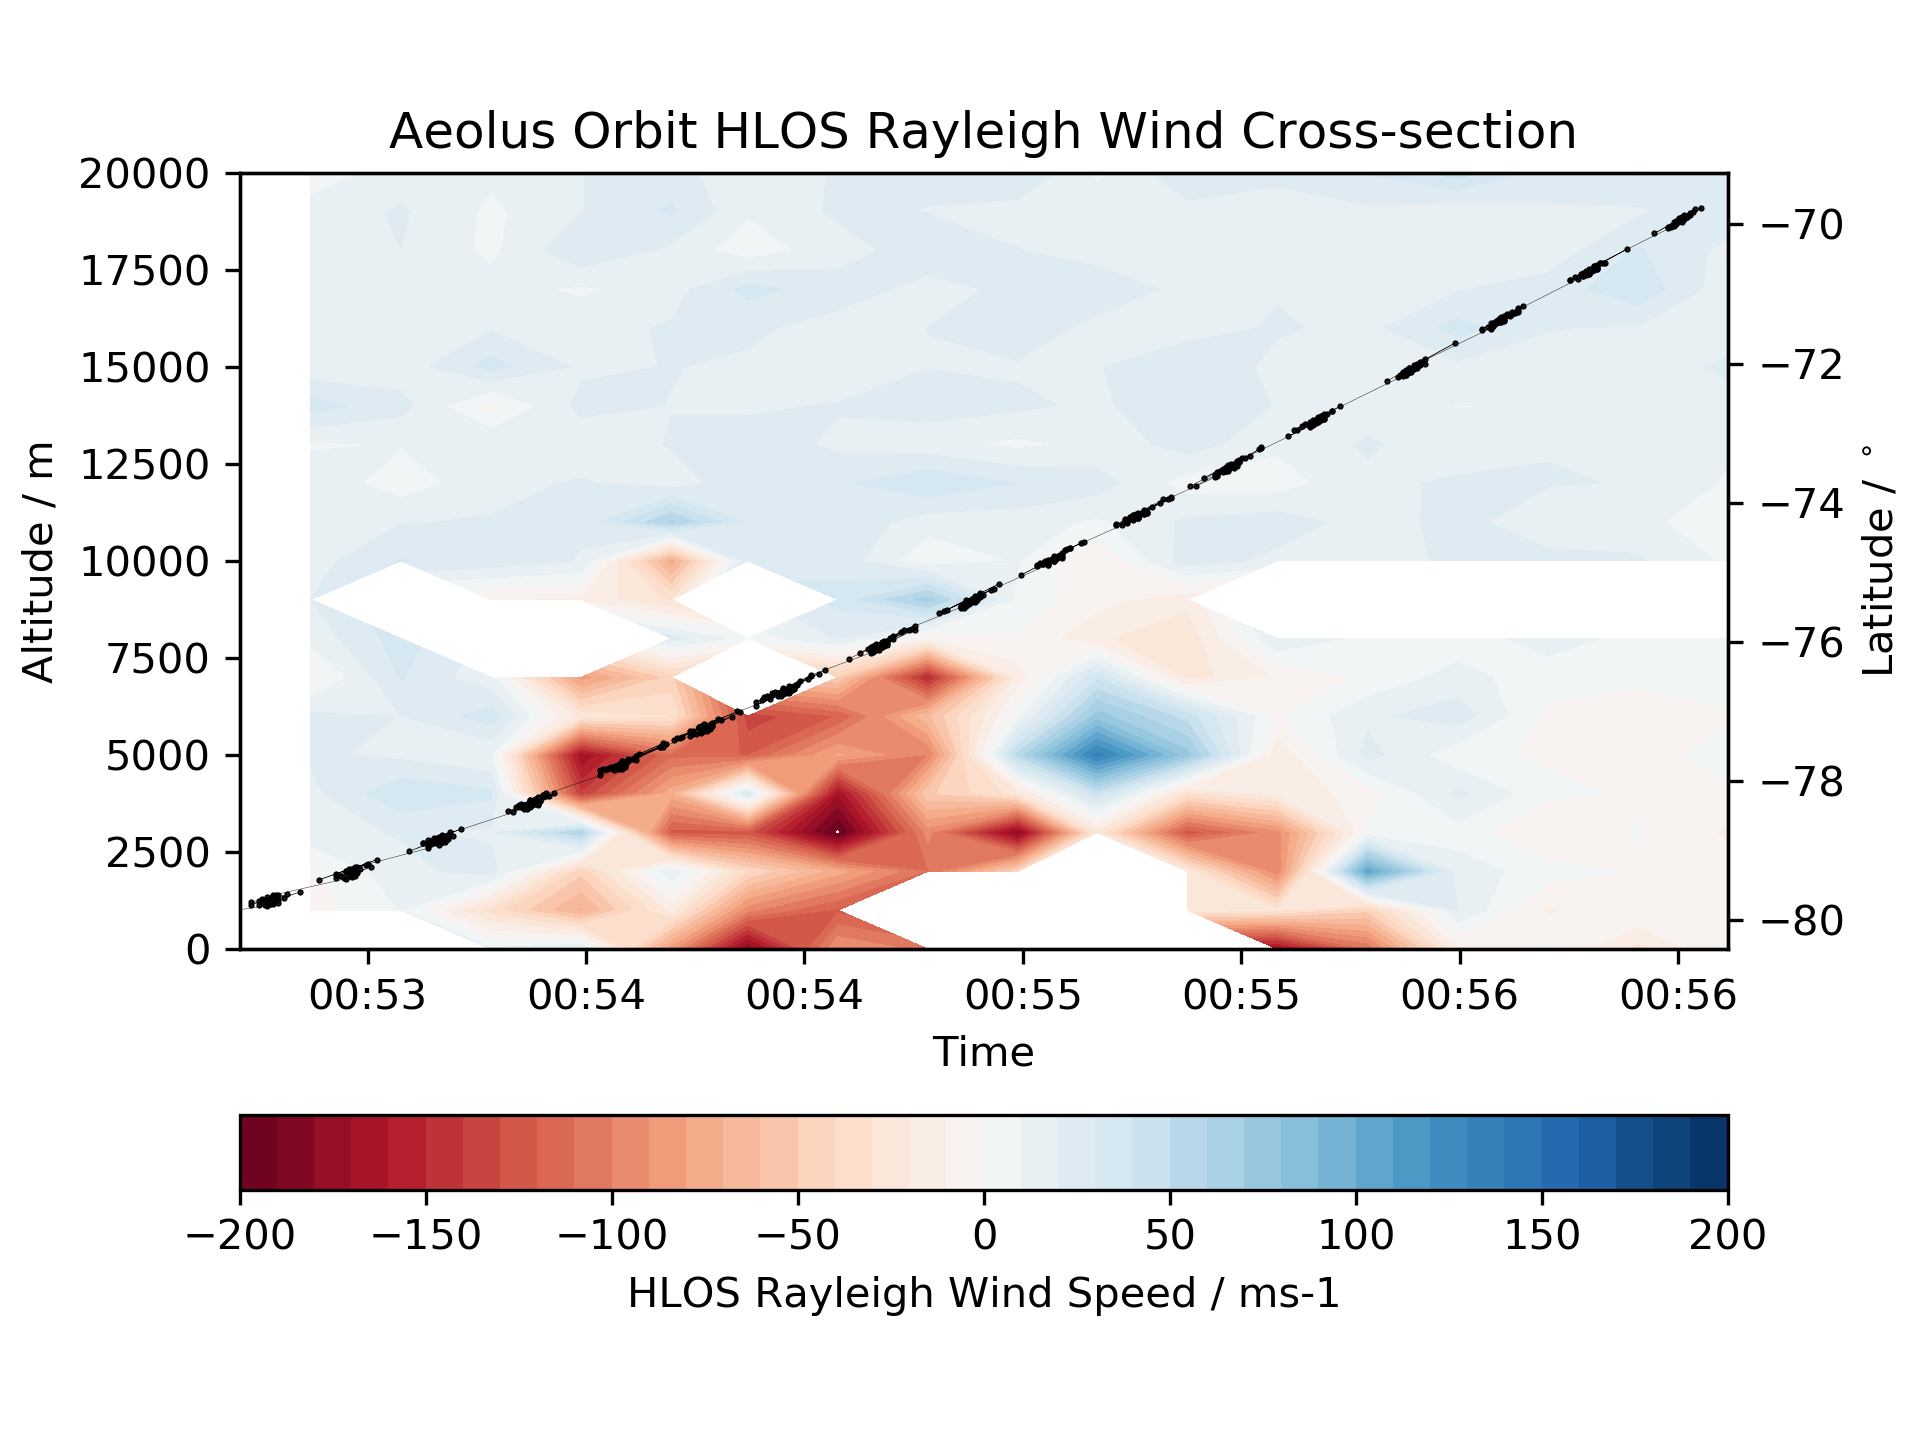 Aeolus Orbit HLOS Rayleigh Wind Cross-section
20000
17500
15000
12500
10000
7500
5000
2500
0
Altitude / m
−70
−72
−74
−76
−78
−80
Latitude / °
00:53 00:54 00:54 00:55 00:55 00:56 00:56
Time
−200 −150 −100 −50 0 50 100 150 200
HLOS Rayleigh Wind Speed / ms-1